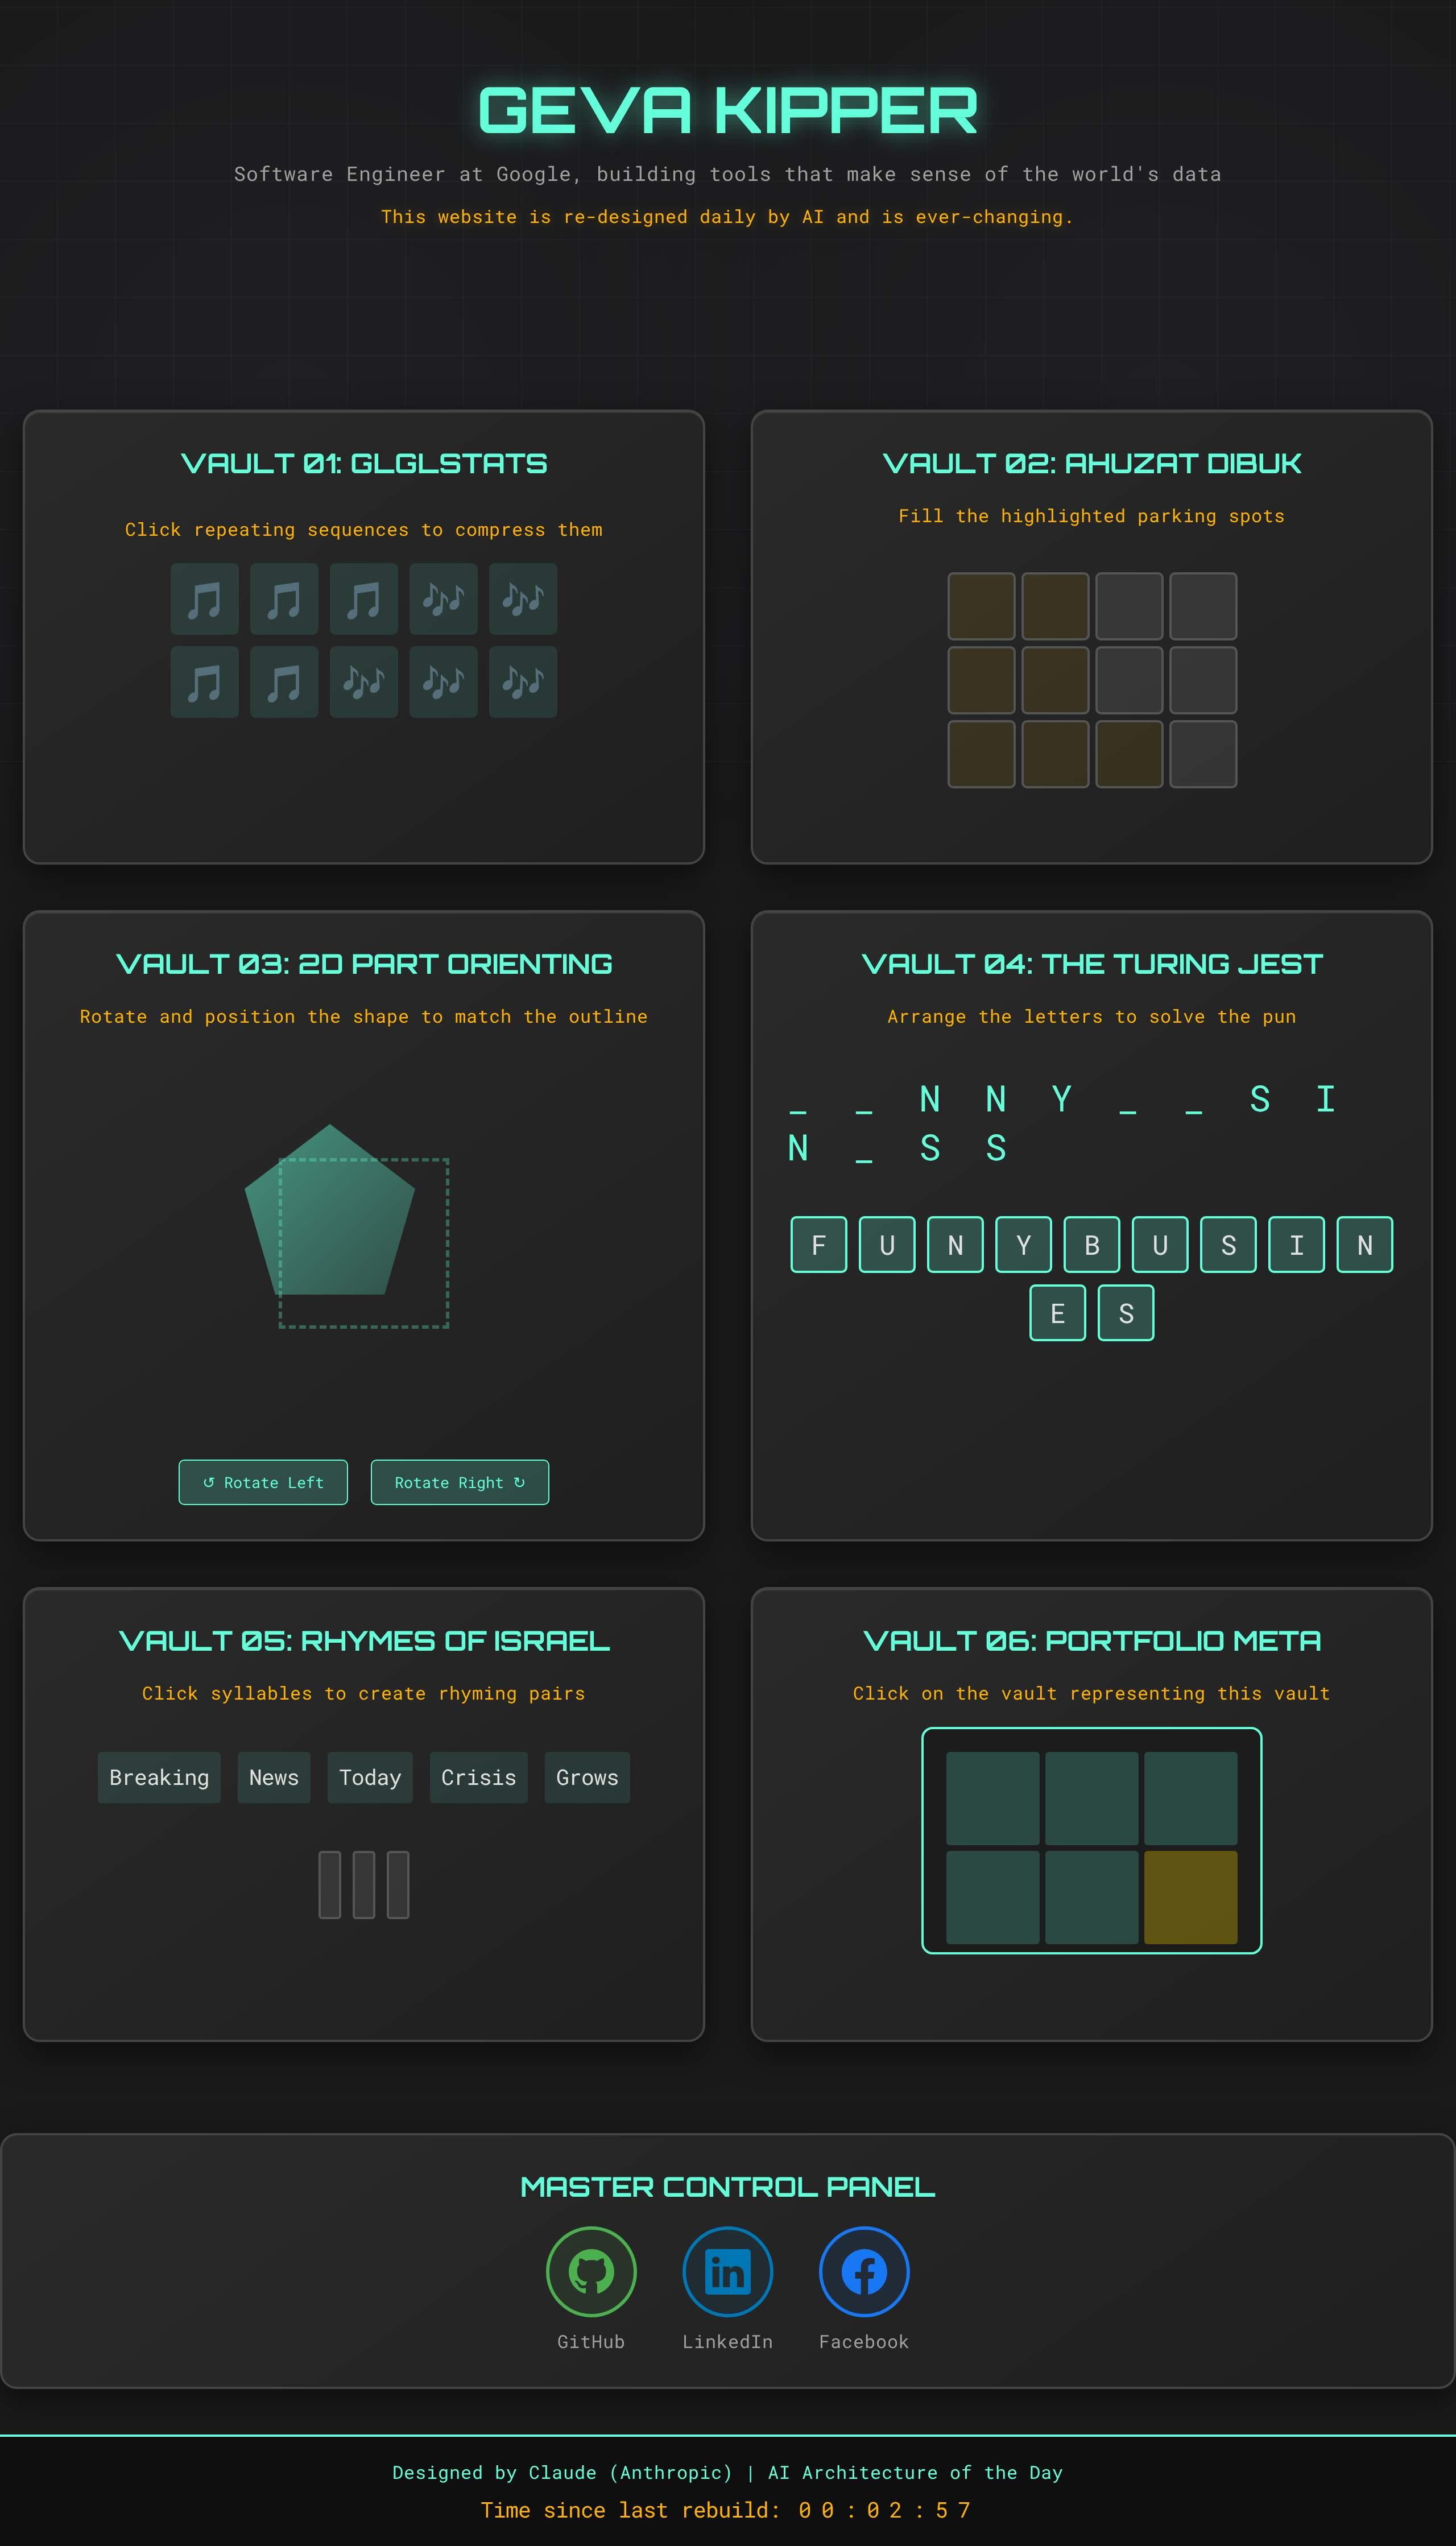 GEVA KIPPER
Software Engineer at Google, building tools that make sense of the world's data
This website is re-designed daily by AI and is ever-changing.
VAULT 01: GLGLSTATS
Click repeating sequences to compress them
VAULT 02: AHUZAT DIBUK
Fill the highlighted parking spots
VAULT 03: 2D PART ORIENTING
Rotate and position the shape to match the outline
↺ Rotate Left
Rotate Right ↻
VAULT 04: THE TURING JEST
Arrange the letters to solve the pun
_ _ N N Y _ _ S I
N _ S S
F U N Y B U S I N
E S
VAULT 05: RHYMES OF ISRAEL
Click syllables to create rhyming pairs
Breaking News Today Crisis Grows
VAULT 06: PORTFOLIO META
Click on the vault representing this vault
MASTER CONTROL PANEL
GitHub LinkedIn Facebook
Designed by Claude (Anthropic) | AI Architecture of the Day
Time since last rebuild: 00:02:57